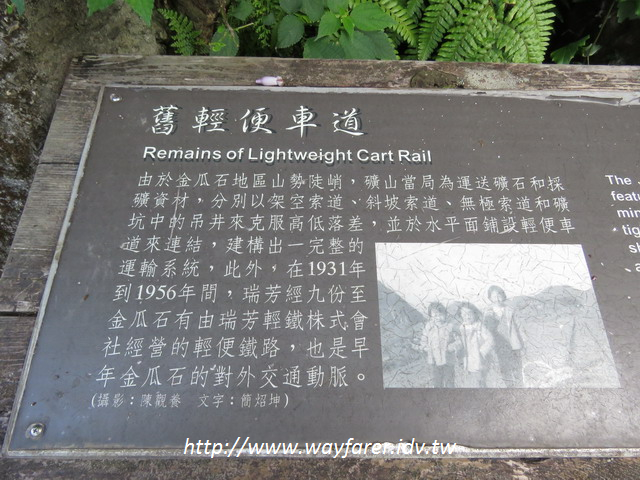 舊輕便車道
Remains of Lightweight Cart Rail
由於金瓜石地區山勢陡峭，礦山當局為運送礦石和採
礦資材，分別以架空索道、斜坡索道、無極索道和礦
坑中的吊井來克服高低落差，並於水平面鋪設輕便車
道來連結，建構出一完整的
運輸系統，此外，在1931年
到1956年間，瑞芳經九份至
金瓜石有由瑞芳輕鐵株式會
社經營的輕便鐵路，也是早
年金瓜石的對外交通動脈。
(攝影：陳觀養　文字：簡炤坤)
The
featu
min
tig
http://www.wayfarer.idv.tw